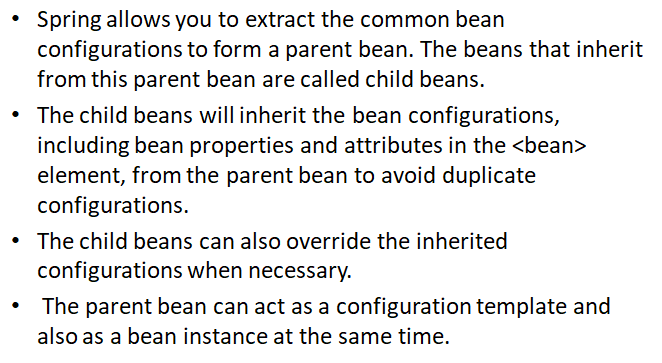 • Spring allows you to extract the common bean
configurations to form a parent bean. The beans that inherit
from this parent bean are called child beans.
• The child beans will inherit the bean configurations,
including bean properties and attributes in the <bean>
element, from the parent bean to avoid duplicate
configurations.
• The child beans can also override the inherited
configurations when necessary.
• The parent bean can act as a configuration template and
also as a bean instance at the same time.